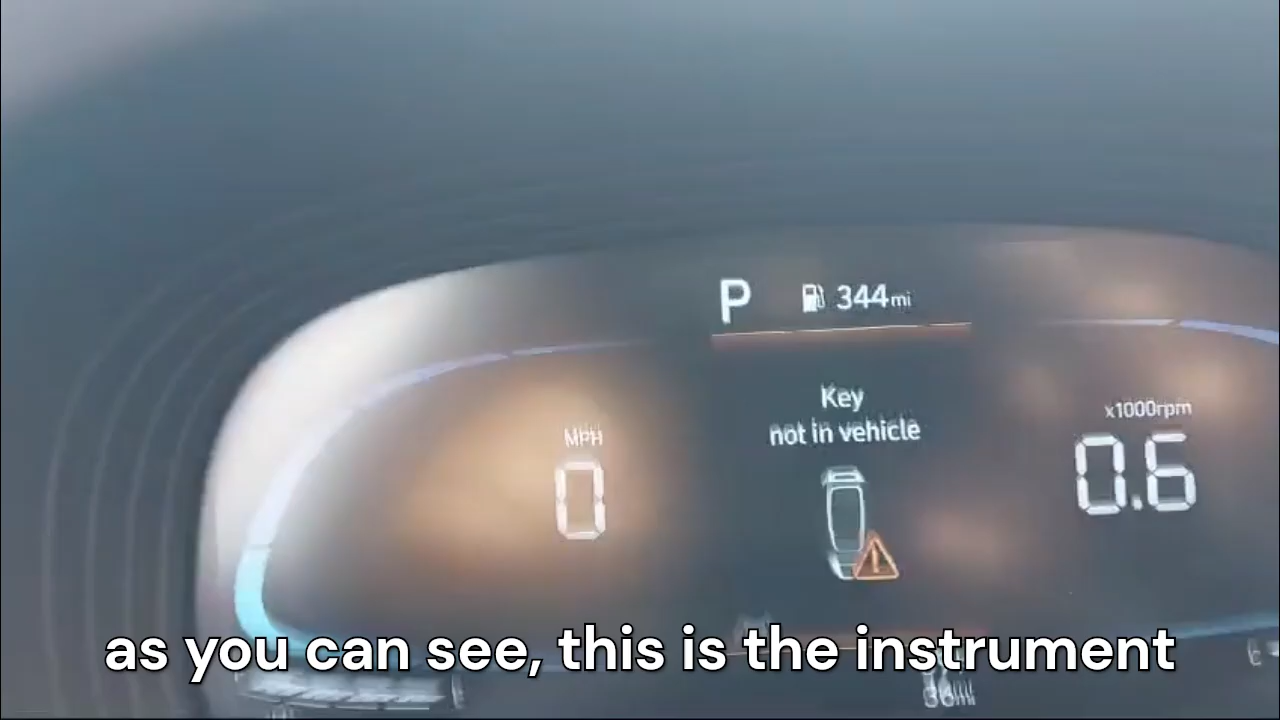 P 344mi
Key
not in vehicle
MPH
0
x1000rpm
0.6
as you can see, this is the instrument